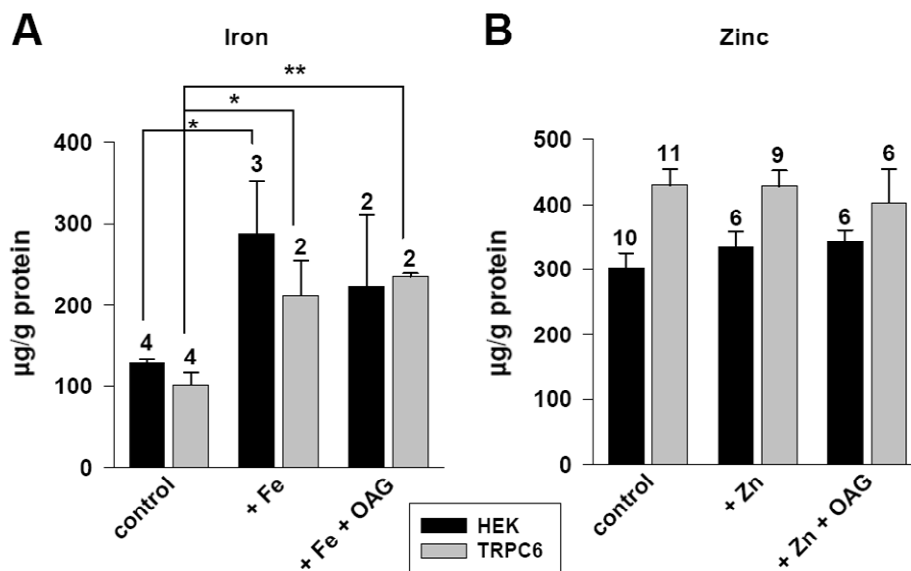 A
Iron
**
*
*
µg/g protein
400
300
200
100
0
4
4
3
2
2
2
control
+ Fe
+ Fe + OAG
B
Zinc
µg/g protein
500
400
300
200
100
0
10
11
6
9
6
6
control
+ Zn
+ Zn + OAG
HEK
TRPC6